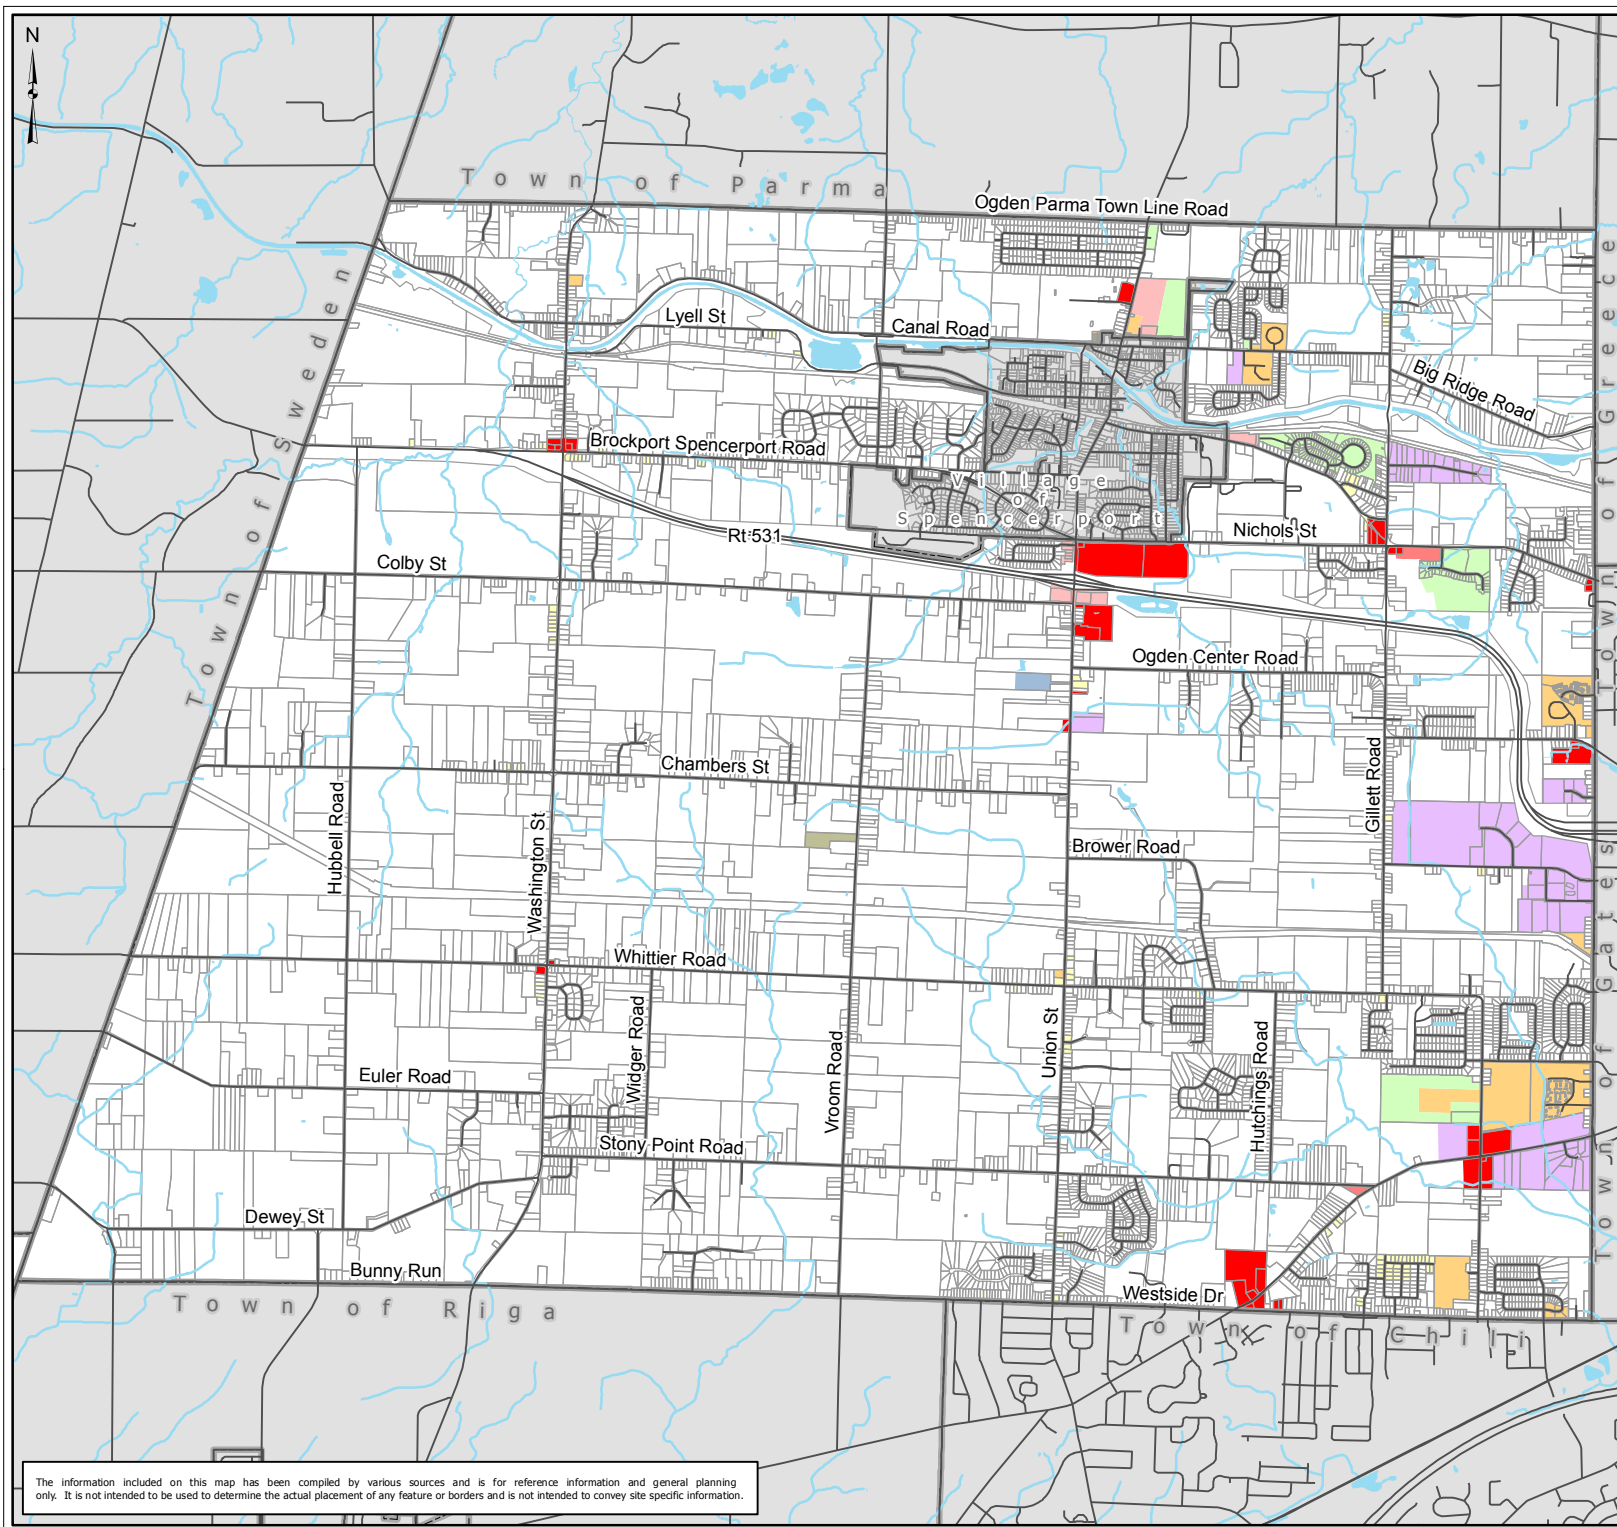 N
Town of Parma
Ogden Parma Town Line Road
Town of Sweden
Town of Greece
Lyell St
Canal Road
Big Ridge Road
Brockport Spencerport Road
Village
of
Spencerport
Nichols St
Rt 531
Colby St
Ogden Center Road
Chambers St
Gillett Road
Hubbell Road
Washington St
Brower Road
Town of Gates
Whittier Road
Widger Road
Vroom Road
Union St
Hutchings Road
Euler Road
Stony Point Road
Dewey St
Bunny Run
Westside Dr
Town of Riga
Town of Chili
The information included on this map has been compiled by various sources and is for reference information and general planning
only. It is not intended to be used to determine the actual placement of any feature or borders and is not intended to convey site specific information.